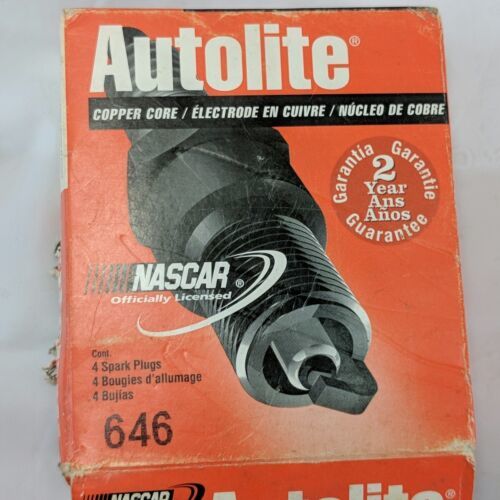 Autolite®
COPPER CORE / ÉLECTRODE EN CUIVRE / NÚCLEO DE COBRE
Garantía Garantie
2
Year
Ans
Años
Guarantee
NASCAR®
Officially Licensed
Cont.
4 Spark Plugs
4 Bougies d'allumage
4 Bujías
646
NASCAR
Autolite